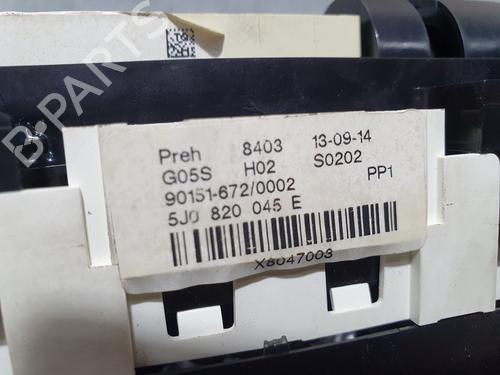 Preh 8403 13-09-14
G05S H02 S0202
90151-672/0002 PP1
5J0 820 045 E
X8047003
B-PARTS